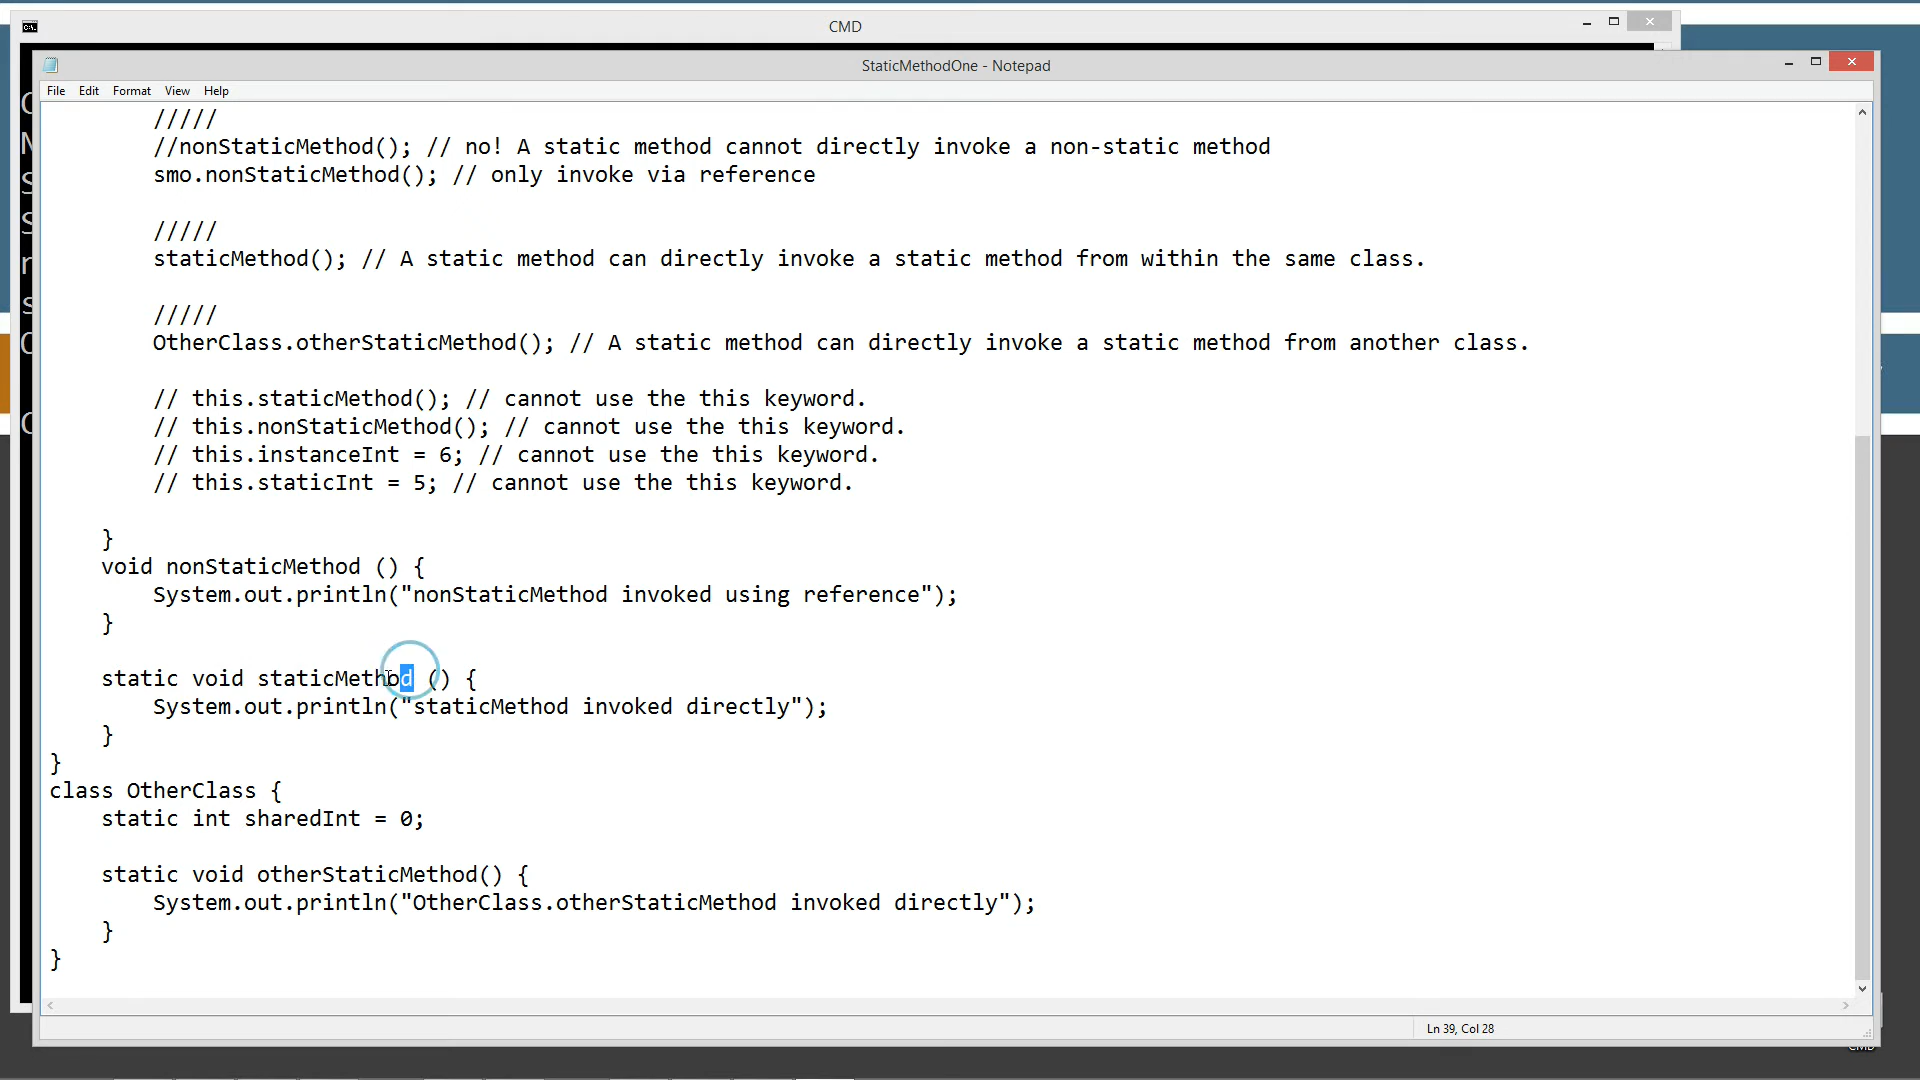 CMD
StaticMethodOne - Notepad
File Edit Format View Help
/////
//nonStaticMethod(); // no! A static method cannot directly invoke a non-static method
smo.nonStaticMethod(); // only invoke via reference
/////
staticMethod(); // A static method can directly invoke a static method from within the same class.
/////
OtherClass.otherStaticMethod(); // A static method can directly invoke a static method from another class.
// this.staticMethod(); // cannot use the this keyword.
// this.nonStaticMethod(); // cannot use the this keyword.
// this.instanceInt = 6; // cannot use the this keyword.
// this.staticInt = 5; // cannot use the this keyword.
}
void nonStaticMethod () {
System.out.println("nonStaticMethod invoked using reference");
}
static void staticMethod () {
System.out.println("staticMethod invoked directly");
}
}
class OtherClass {
static int sharedInt = 0;
static void otherStaticMethod() {
System.out.println("OtherClass.otherStaticMethod invoked directly");
}
}
Ln 39, Col 28
CMD